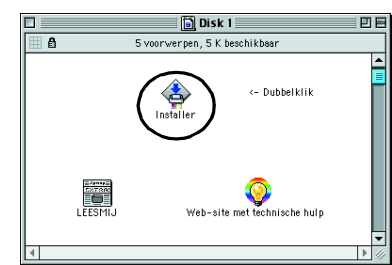 Disk 1
5 voorwerpen, 5 K beschikbaar
<- Dubbelklik
Installer
LEESMIJ
Web-site met technische hulp